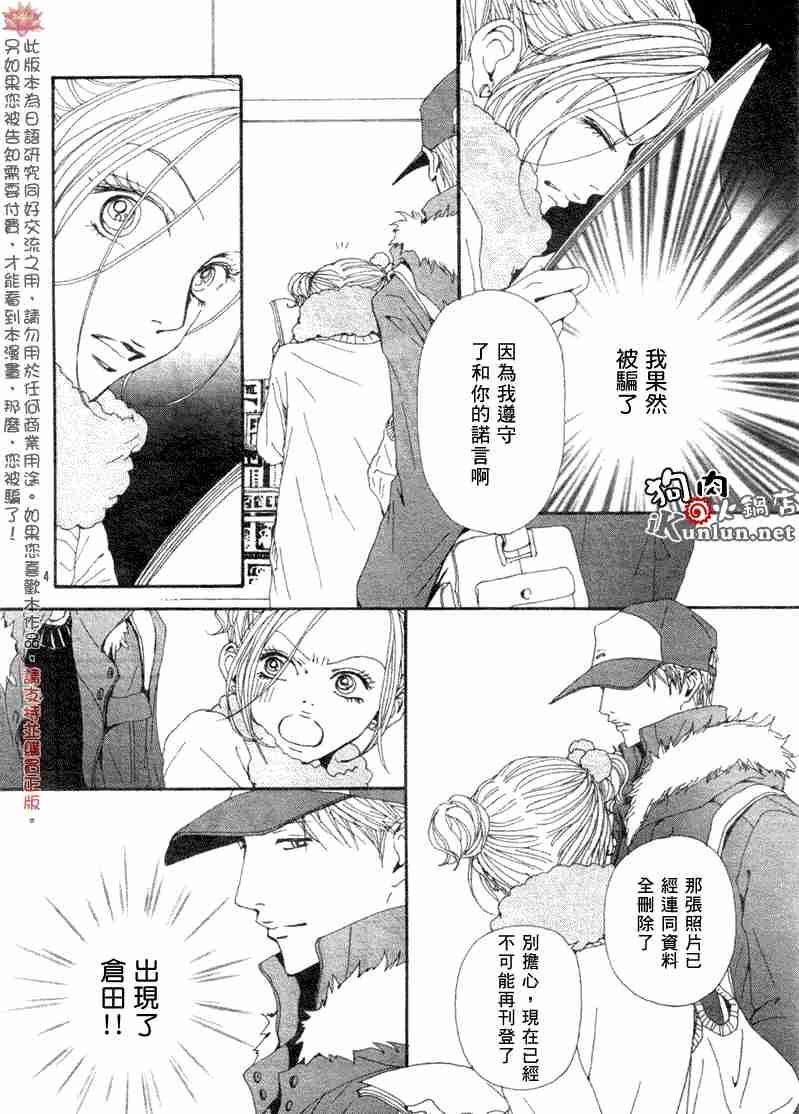 我果然
被騙了
因為我遵守
了和你的諾言啊
狗肉火鍋店
iKunlun.net
那張照片已
經連同資料
全刪除了
別擔心，現在已經
不可能再刊登了
出現了
倉田!!
4
此版本為日語研究同好交流之用，請勿用於任何商業用途。如果您喜歡本作品。請支持並購買正版。
另如果您被告知需要付費，才能看到本漫畫，那麼，您被騙了！